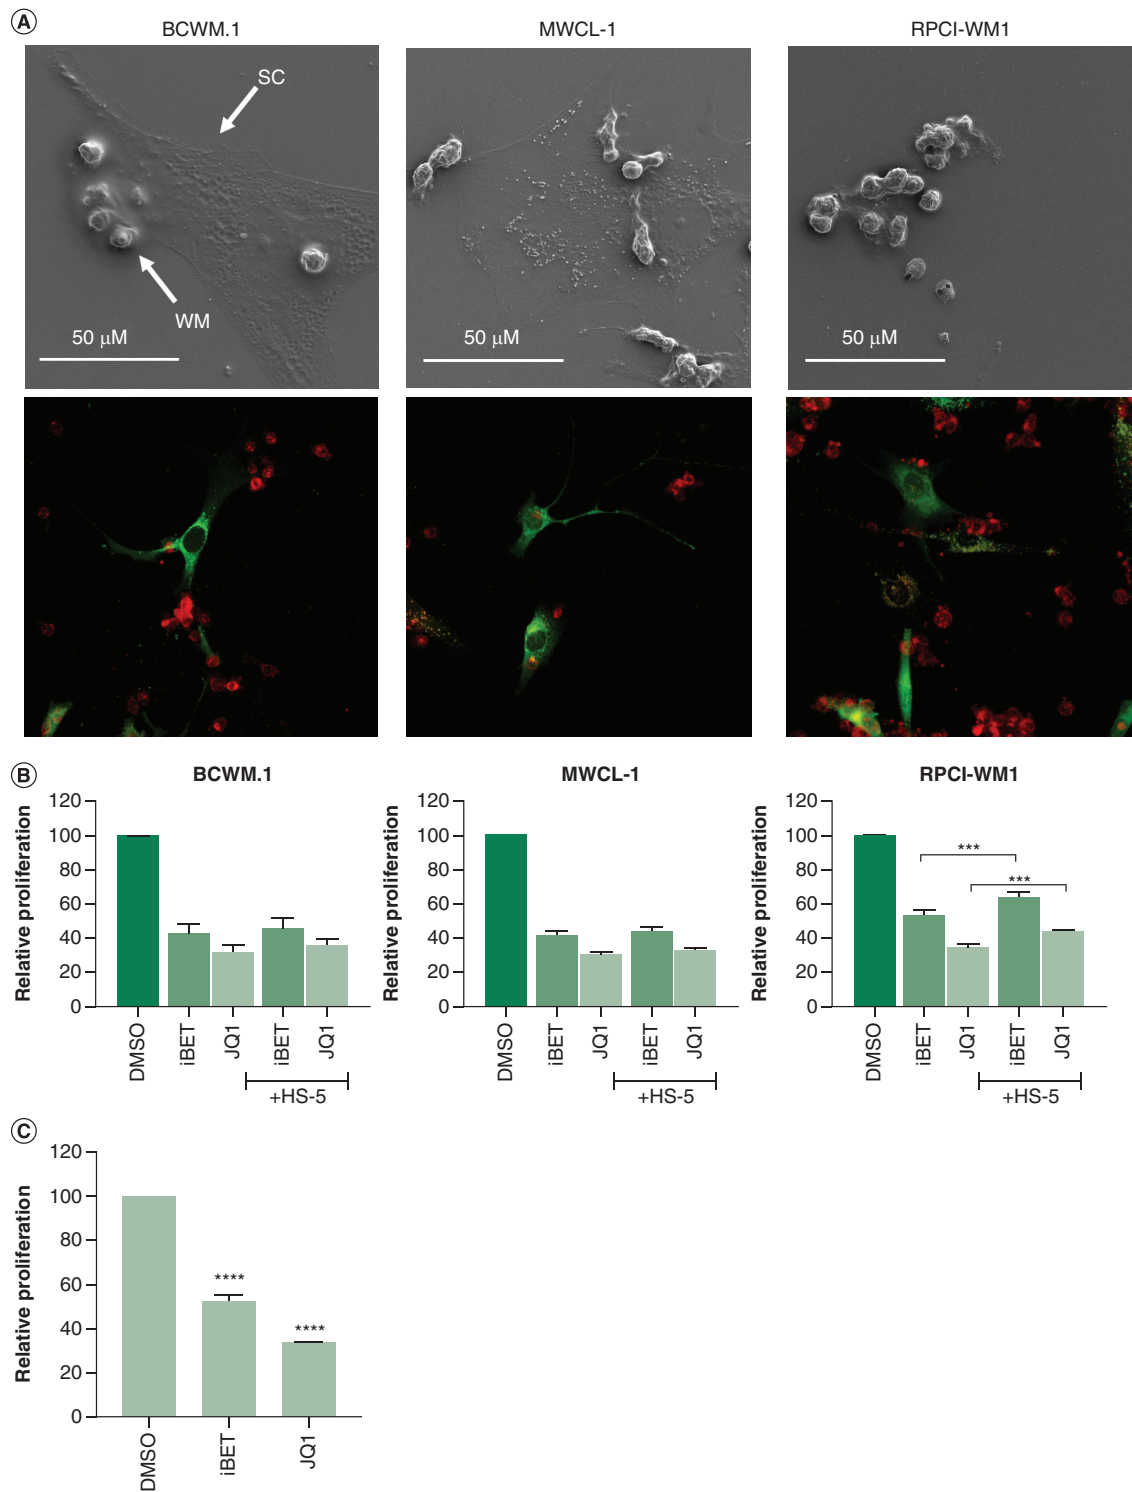 A
BCWM.1 MWCL-1 RPCI-WM1
SC
WM
50 µM 50 µM 50 µM
B
BCWM.1
Relative proliferation
120
100
80
60
40
20
0
DMSO iBET JQ1 iBET JQ1
+HS-5
MWCL-1
Relative proliferation
120
100
80
60
40
20
0
DMSO iBET JQ1 iBET JQ1
+HS-5
RPCI-WM1
Relative proliferation
120
100
80
60
40
20
0
***
***
DMSO iBET JQ1 iBET JQ1
+HS-5
C
Relative proliferation
120
100
80
60
40
20
0
****
****
DMSO iBET JQ1